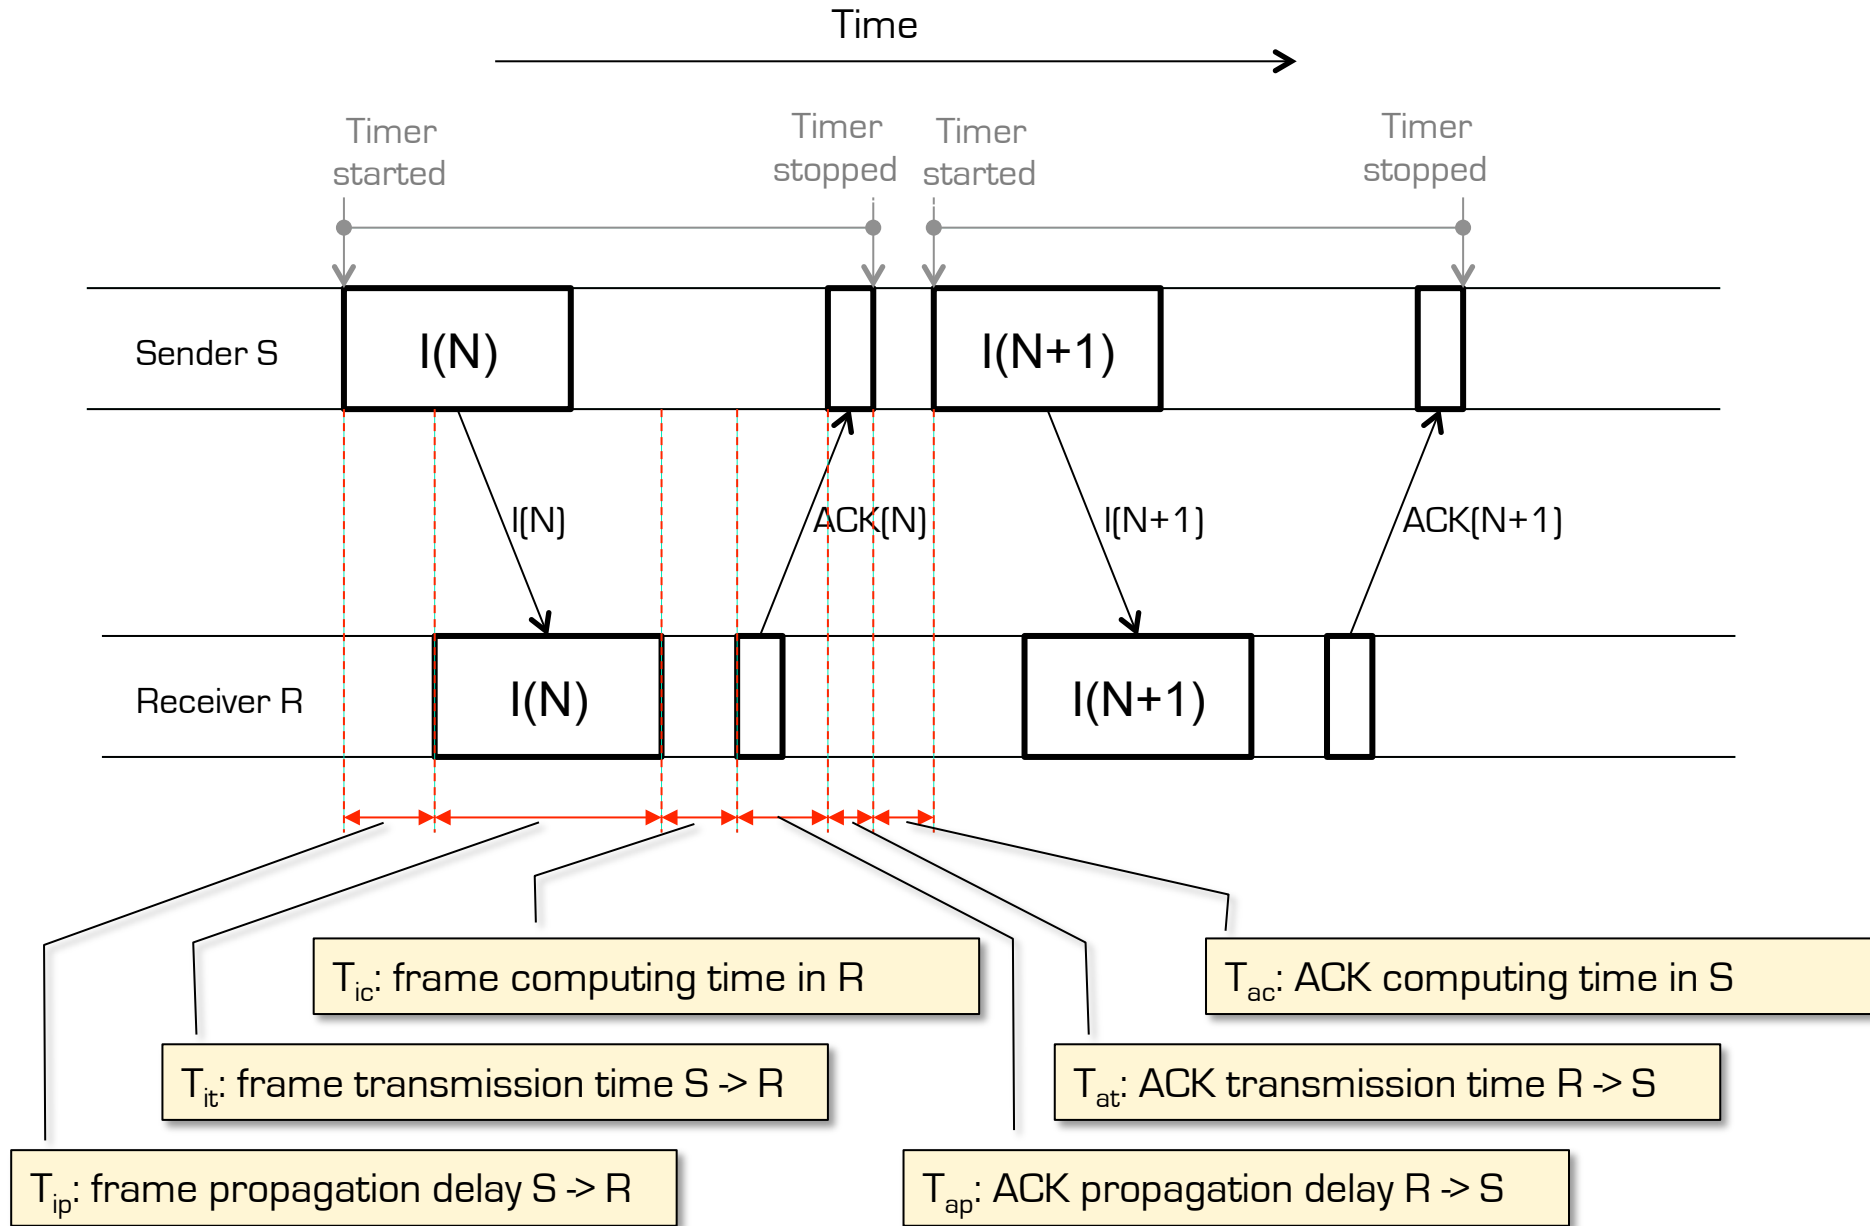 Time
Timer
started
Timer
stopped
Timer
started
Timer
stopped
Sender S
I(N)
I(N+1)
I(N)
ACK(N)
I(N+1)
ACK(N+1)
Receiver R
I(N)
I(N+1)
Tic: frame computing time in R
Tac: ACK computing time in S
Tit: frame transmission time S -> R
Tat: ACK transmission time R -> S
Tip: frame propagation delay S -> R
Tap: ACK propagation delay R -> S